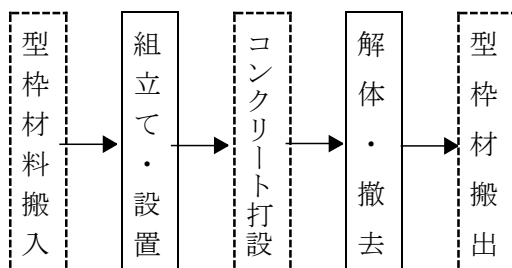 型枠材料搬入
組立て・設置
コンクリート打設
解体・撤去
型枠材搬出